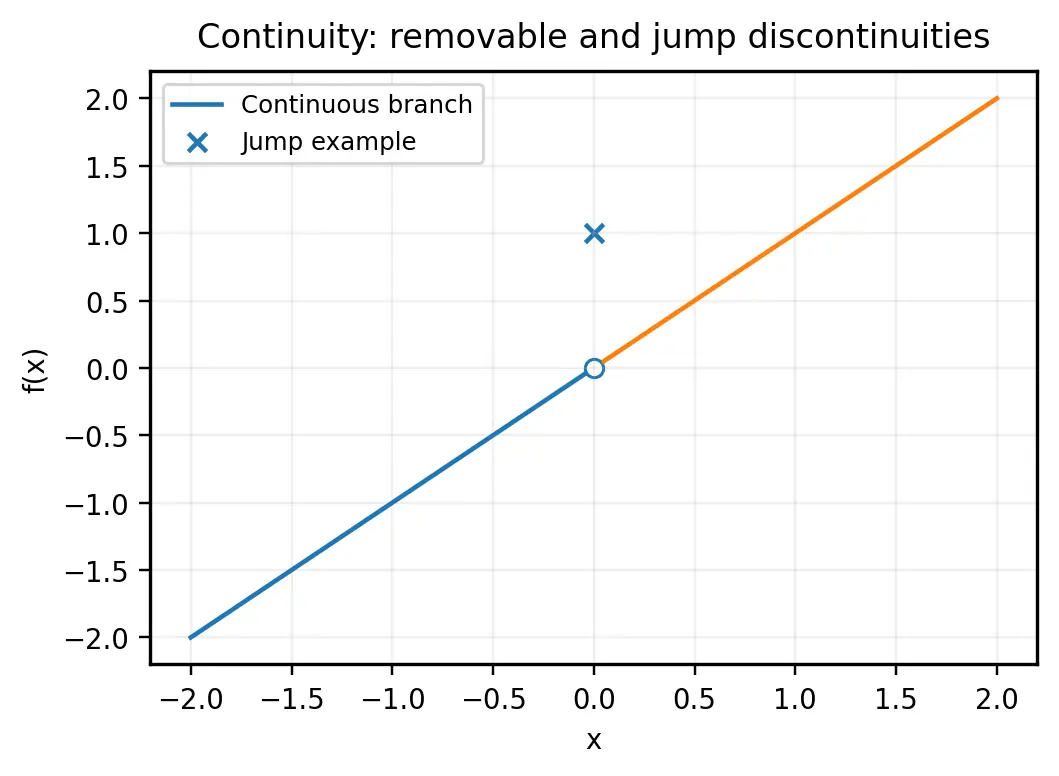 Continuity: removable and jump discontinuities
Continuous branch
Jump example
2.0
1.5
1.0
0.5
0.0
−0.5
−1.0
−1.5
−2.0
f(x)
−2.0 −1.5 −1.0 −0.5 0.0 0.5 1.0 1.5 2.0
x